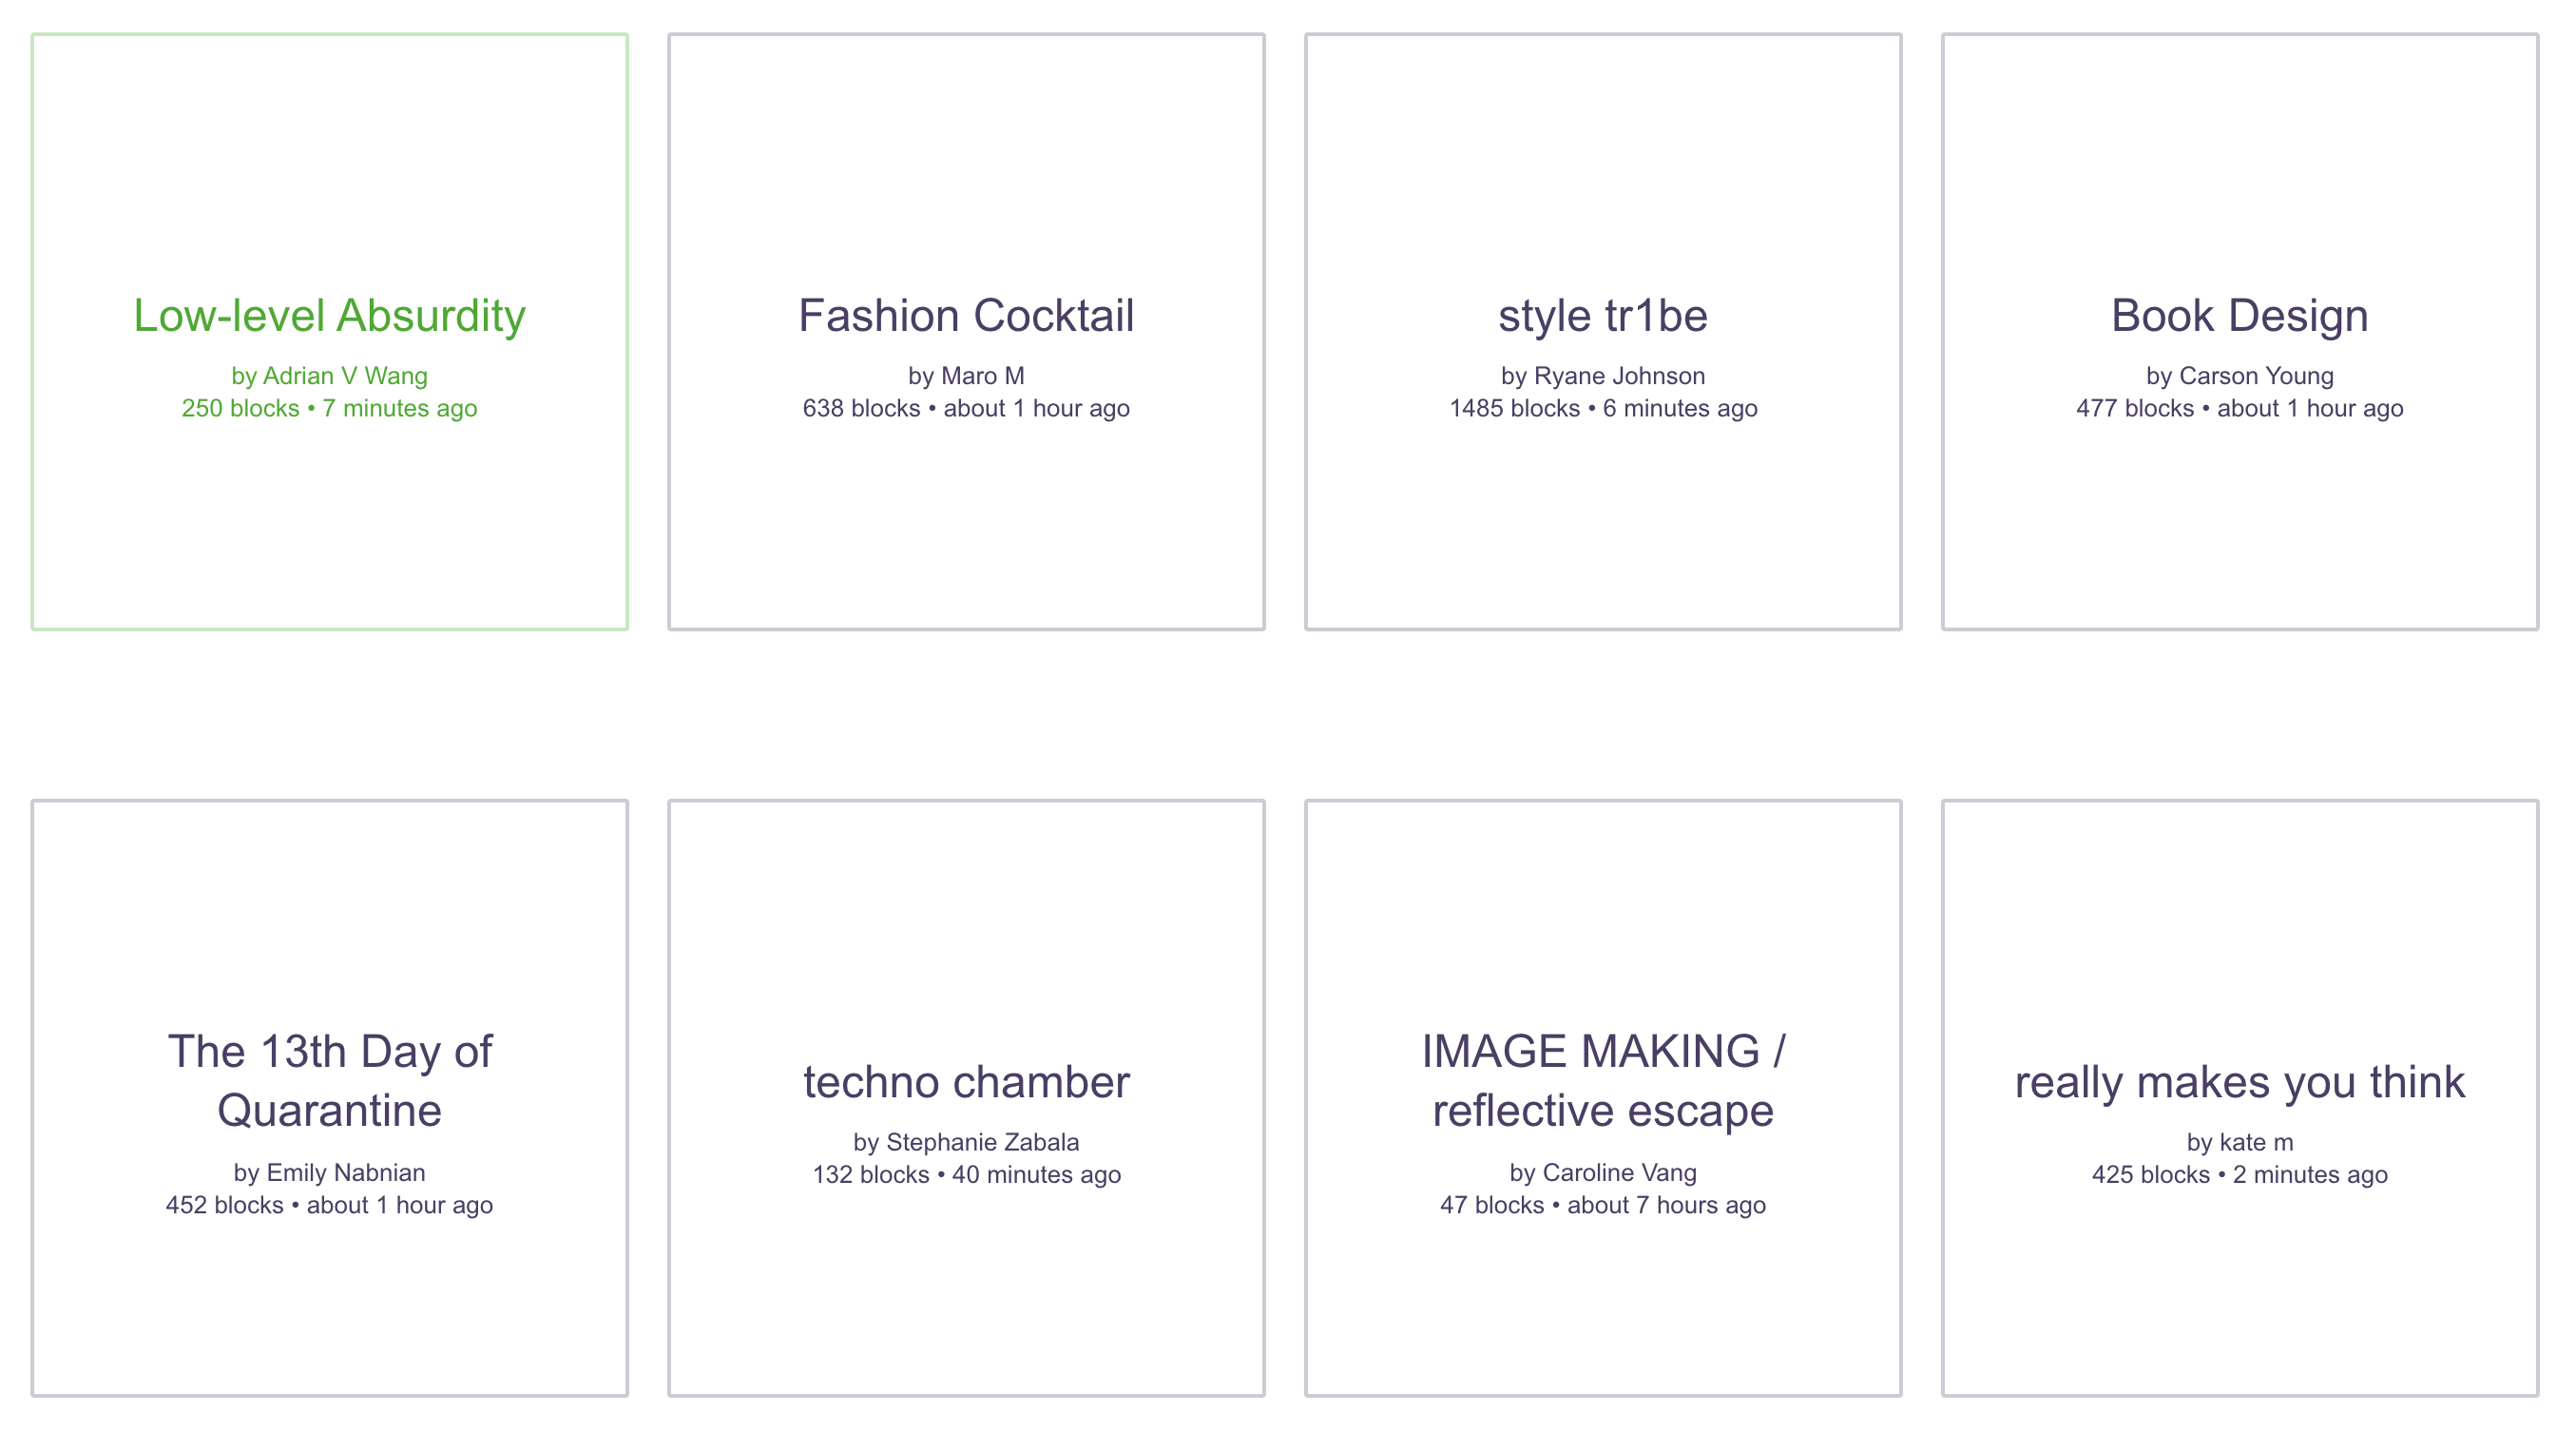 Low-level Absurdity
by Adrian V Wang
250 blocks • 7 minutes ago
Fashion Cocktail
by Maro M
638 blocks • about 1 hour ago
style tr1be
by Ryane Johnson
1485 blocks • 6 minutes ago
Book Design
by Carson Young
477 blocks • about 1 hour ago
The 13th Day of
Quarantine
by Emily Nabnian
452 blocks • about 1 hour ago
techno chamber
by Stephanie Zabala
132 blocks • 40 minutes ago
IMAGE MAKING /
reflective escape
by Caroline Vang
47 blocks • about 7 hours ago
really makes you think
by kate m
425 blocks • 2 minutes ago